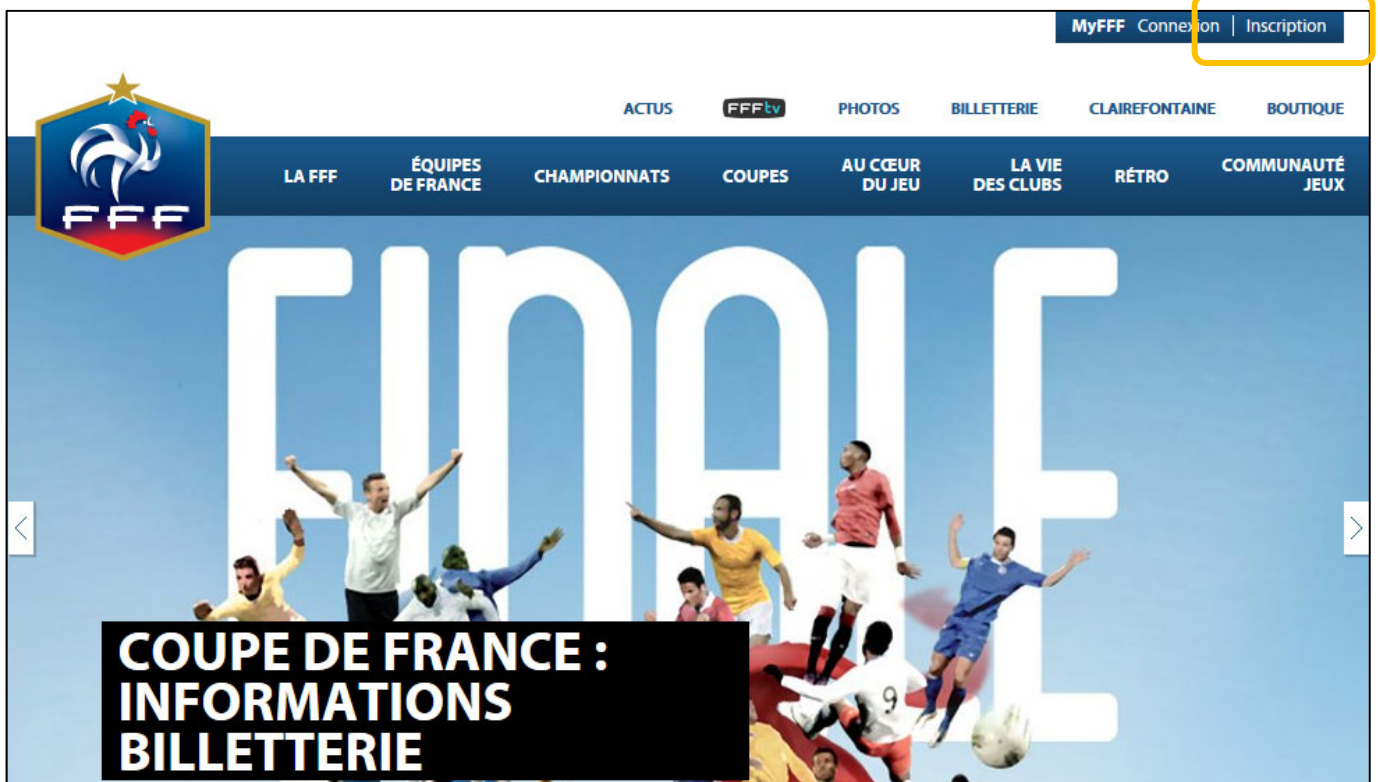 MyFFF Connexion | Inscription
ACTUS FFFtv PHOTOS BILLETTERIE CLAIREFONTAINE BOUTIQUE
FFF
LA FFF
ÉQUIPES
DE FRANCE
CHAMPIONNATS
COUPES
AU CŒUR
DU JEU
LA VIE
DES CLUBS
RÉTRO
COMMUNAUTÉ
JEUX
FINALE
9
COUPE DE FRANCE :
INFORMATIONS
BILLETTERIE